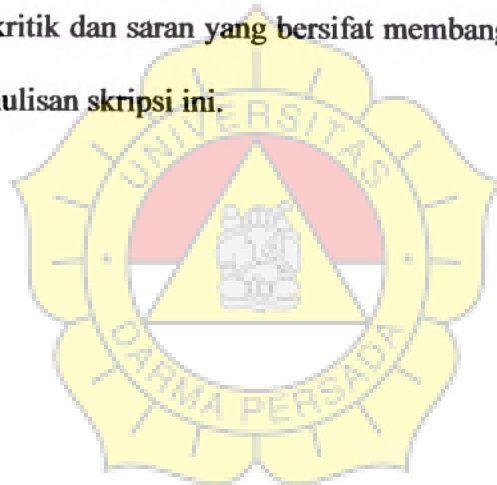 kritik dan saran yang bersifat membang
ulisan skripsi ini.
UNIVERSITAS
DARMA PERSADA